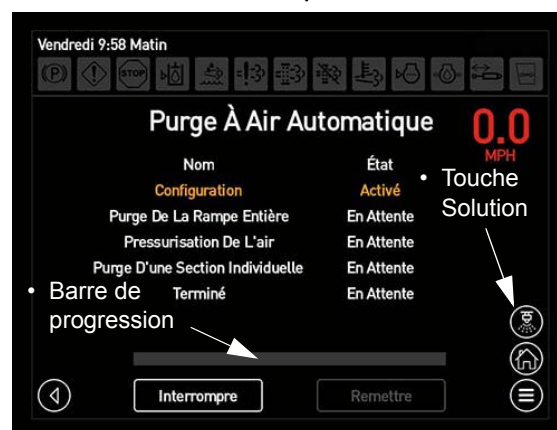 Vendredi 9:58 Matin
(P) STOP
Purge À Air Automatique
0.0
MPH
Nom État
Configuration Activé
Purge De La Rampe Entière En Attente
Pressurisation De L'air En Attente
Purge D'une Section Individuelle En Attente
Terminé En Attente
• Touche
Solution
• Barre de
progression
Interrompre Remettre